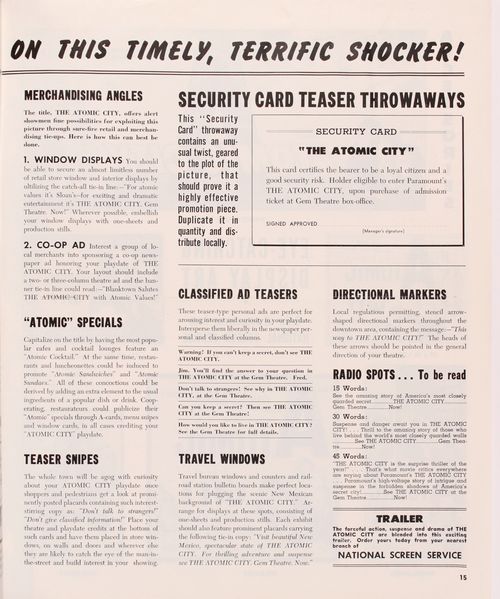 ON THIS TIMELY, TERRIFIC SHOCKER!
MERCHANDISING ANGLES
The title, THE ATOMIC CITY, offers alert
showmen fine possibilities for exploiting this
picture through sure-fire retail and merchan-
dising tie-ups. Here is how this can best be
done.
1. WINDOW DISPLAYS You should
be able to secure an almost limitless number
of retail store window and interior displays by
ultilizing the catch-all tie-in line:—"For atomic
values it's Sloan's—for exciting and dramatic
entertainment it's THE ATOMIC CITY. Gem
Theatre. Now!" Wherever possible, embellish
your window displays with one-sheets and
production stills.
2. CO-OP AD Interest a group of lo-
cal merchants into sponsoring a co-op news-
paper ad honoring your playdate of THE
ATOMIC CITY. Your layout should include
a two- or three-column theatre ad and the ban-
ner tie-in line could read:—"Blanktown Salutes
THE ATOMIC CITY with Atomic Values!"
"ATOMIC" SPECIALS
Capitalize on the title by having the most popu-
lar cafes and cocktail lounges feature an
"Atomic Cocktail." At the same time, restau-
rants and luncheonettes could be induced to
promote "Atomic Sandwiches" and "Atomic
Sundaes." All of these concoctions could be
derived by adding an extra element to the usual
ingredients of a popular dish or drink. Coop-
erating, restaurateurs could publicize their
"Atomic" specials through A-cards, menu snipes
and window cards, in all cases crediting your
"ATOMIC CITY" playdate.
TEASER SNIPES
The whole town will be agog with curiosity
about your ATOMIC CITY playdate once
shoppers and pedestrians get a look at promi-
nently posted placards containing such interest-
stirring copy as: "Don't talk to strangers!"
"Don't give classified information!" Place your
theatre and playdate credits at the bottom of
such cards and have them placed in store win-
dows, on walls and doors and wherever else
they are likely to catch the eye of the man-in-
the-street and build interest in your showing.
SECURITY CARD TEASER THROWAWAYS
This "Security
Card" throwaway
contains an unu-
sual twist, geared
to the plot of the
picture, that
should prove it a
highly effective
promotion piece.
Duplicate it in
quantity and dis-
tribute locally.
SECURITY CARD
"THE ATOMIC CITY"
This card certifies the bearer to be a loyal citizen and a
good security risk. Holder eligible to enter Paramount's
THE ATOMIC CITY, upon purchase of admission
ticket at Gem Theatre box-office.
SIGNED APPROVED
[Manager's signature]
CLASSIFIED AD TEASERS
These teaser-type personal ads are perfect for
arousing interest and curiosity in your playdate.
Intersperse them liberally in the newspaper per-
sonal and classified columns.
Warning! If you can't keep a secret, don't see THE
ATOMIC CITY.
Jim. You'll find the answer to your question in
THE ATOMIC CITY at the Gem Theatre. Fred.
Don't talk to strangers! See why in THE ATOMIC
CITY, at the Gem Theatre.
Can you keep a secret? Then see THE ATOMIC
CITY at the Gem Theatre!
How would you like to live in THE ATOMIC CITY?
See the Gem Theatre for full details.
TRAVEL WINDOWS
Travel bureau windows and counters and rail-
road station bulletin boards make perfect loca-
tions for plugging the scenic New Mexican
background of "THE ATOMIC CITY." Ar-
range for displays at these spots, consisting of
one-sheets and production stills. Each exhibit
should also feature prominent placards carrying
the following tie-in copy: "Visit beautiful New
Mexico, spectacular state of THE ATOMIC
CITY. For thrilling adventure and suspense
see THE ATOMIC CITY. Gem Theatre. Now."
DIRECTIONAL MARKERS
Local regulations permitting, stencil arrow-
shaped directional markers throughout the
downtown area, containing the message:—"This
way to THE ATOMIC CITY!" The heads of
these arrows should be pointed in the general
direction of your theatre.
RADIO SPOTS... To be read
15 Words:
See the amazing story of America's most closely
guarded secret........THE ATOMIC CITY........
Gem Theatre........Now!
30 Words:
Suspense and danger await you in THE ATOMIC
CITY! . . . Thrill to the amazing story of those who
live behind the world's most closely guarded walls
........See THE ATOMIC CITY........Gem Thea-
tre........Now!
45 Words:
"THE ATOMIC CITY is the surprise thriller of the
year!" . . . That's what movie critics everywhere
are saying about Paramount's THE ATOMIC CITY.
. . . Paramount's high-voltage story of intrigue and
suspense in the forbidden shadows of America's
secret city!........See THE ATOMIC CITY at the
Gem Theatre........Now!
TRAILER
The forceful action, suspense and drama of THE
ATOMIC CITY are blended into this exciting
trailer. Order yours today from your nearest
branch of
NATIONAL SCREEN SERVICE
15